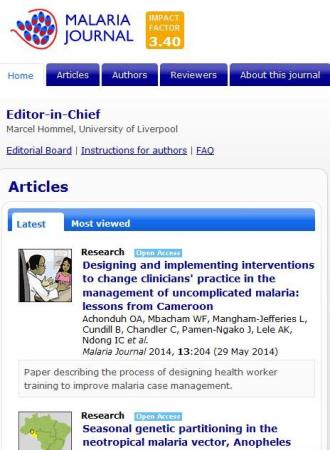 MALARIA
JOURNAL
IMPACT
FACTOR
3.40
Home Articles Authors Reviewers About this journal
Editor-in-Chief
Marcel Hommel, University of Liverpool
Editorial Board | Instructions for authors | FAQ
Articles
Latest Most viewed
Research Open Access
Designing and implementing interventions
to change clinicians' practice in the
management of uncomplicated malaria:
lessons from Cameroon
Achonduh OA, Mbacham WF, Mangham-Jefferies L,
Cundill B, Chandler C, Pamen-Ngako J, Lele AK,
Ndong IC et al.
Malaria Journal 2014, 13:204 (29 May 2014)
Paper describing the process of designing health worker
training to improve malaria case management.
Research Open Access
Seasonal genetic partitioning in the
neotropical malaria vector, Anopheles